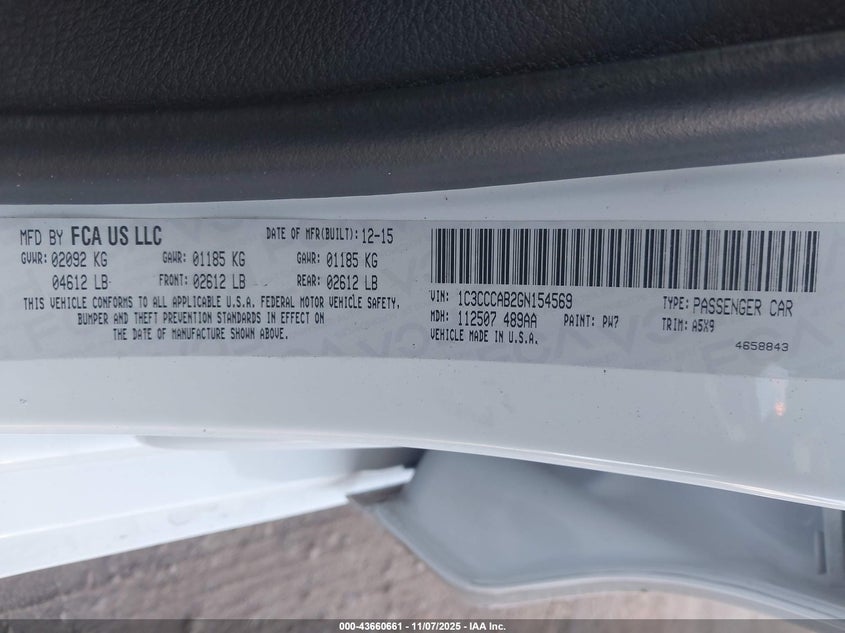 MFD BY FCA US LLC DATE OF MFR(BUILT): 12-15
GVWR: 02092 KG GAWR: 01185 KG GAWR: 01185 KG
04612 LB FRONT: 02612 LB REAR: 02612 LB
THIS VEHICLE CONFORMS TO ALL APPLICABLE U.S.A. FEDERAL MOTOR VEHICLE SAFETY,
BUMPER AND THEFT PREVENTION STANDARDS IN EFFECT ON
THE DATE OF MANUFACTURE SHOWN ABOVE.
VIN: 1C3CCCAB2GN154569 TYPE: PASSENGER CAR
MDH: 112507 489AA PAINT: PW7 TRIM: A5X9
VEHICLE MADE IN U.S.A. 4658843
000-43660661 | 11/07/2025 - IAA Inc.